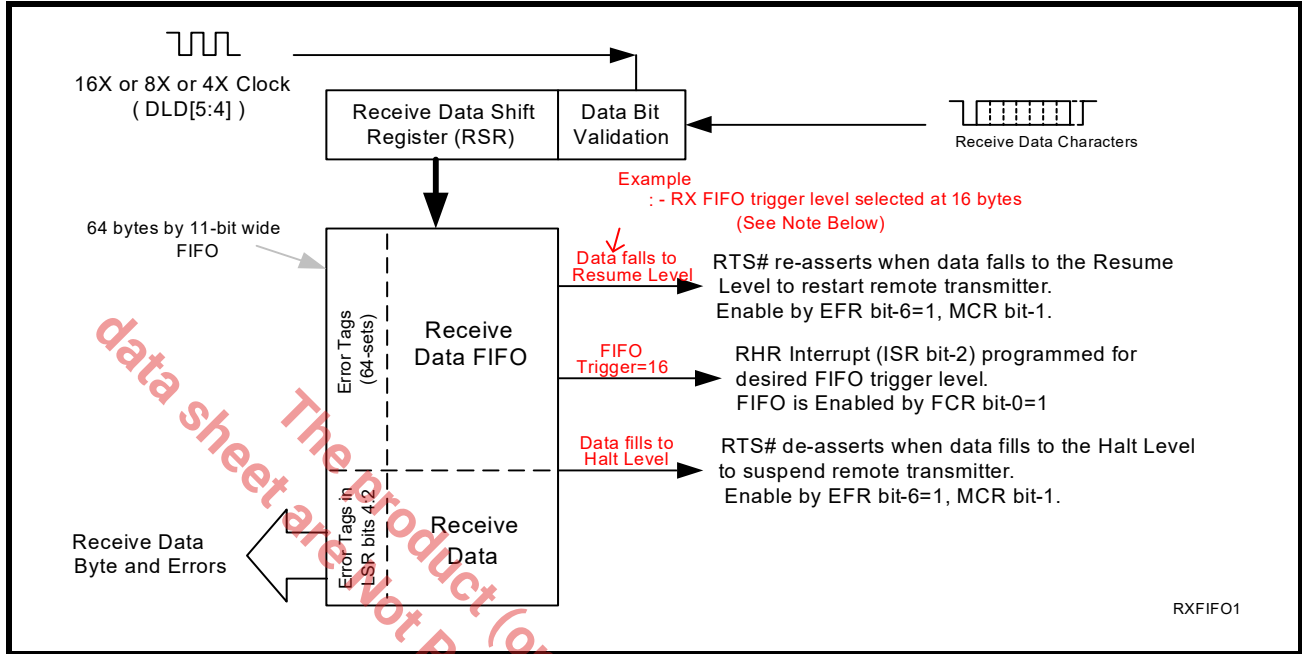 16X or 8X or 4X Clock
( DLD[5:4] )
Receive Data Shift
Register (RSR)
Data Bit
Validation
Receive Data Characters
Example
: - RX FIFO trigger level selected at 16 bytes
(See Note Below)
64 bytes by 11-bit wide
FIFO
Data falls to
Resume Level
RTS# re-asserts when data falls to the Resume
Level to restart remote transmitter.
Enable by EFR bit-6=1, MCR bit-1.
Error Tags
(64-sets)
Receive
Data FIFO
FIFO
Trigger=16
RHR Interrupt (ISR bit-2) programmed for
desired FIFO trigger level.
FIFO is Enabled by FCR bit-0=1
Data fills to
Halt Level
RTS# de-asserts when data fills to the Halt Level
to suspend remote transmitter.
Enable by EFR bit-6=1, MCR bit-1.
Error Tags in
LSR bits 4:2
Receive
Data
Receive Data
Byte and Errors
RXFIFO1
The product (o
data sheet are Not